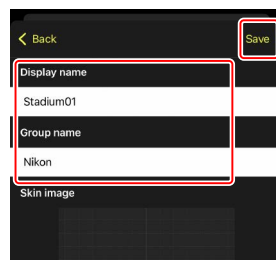 Back
Save
Display name
Stadium01
Group name
Nikon
Skin image